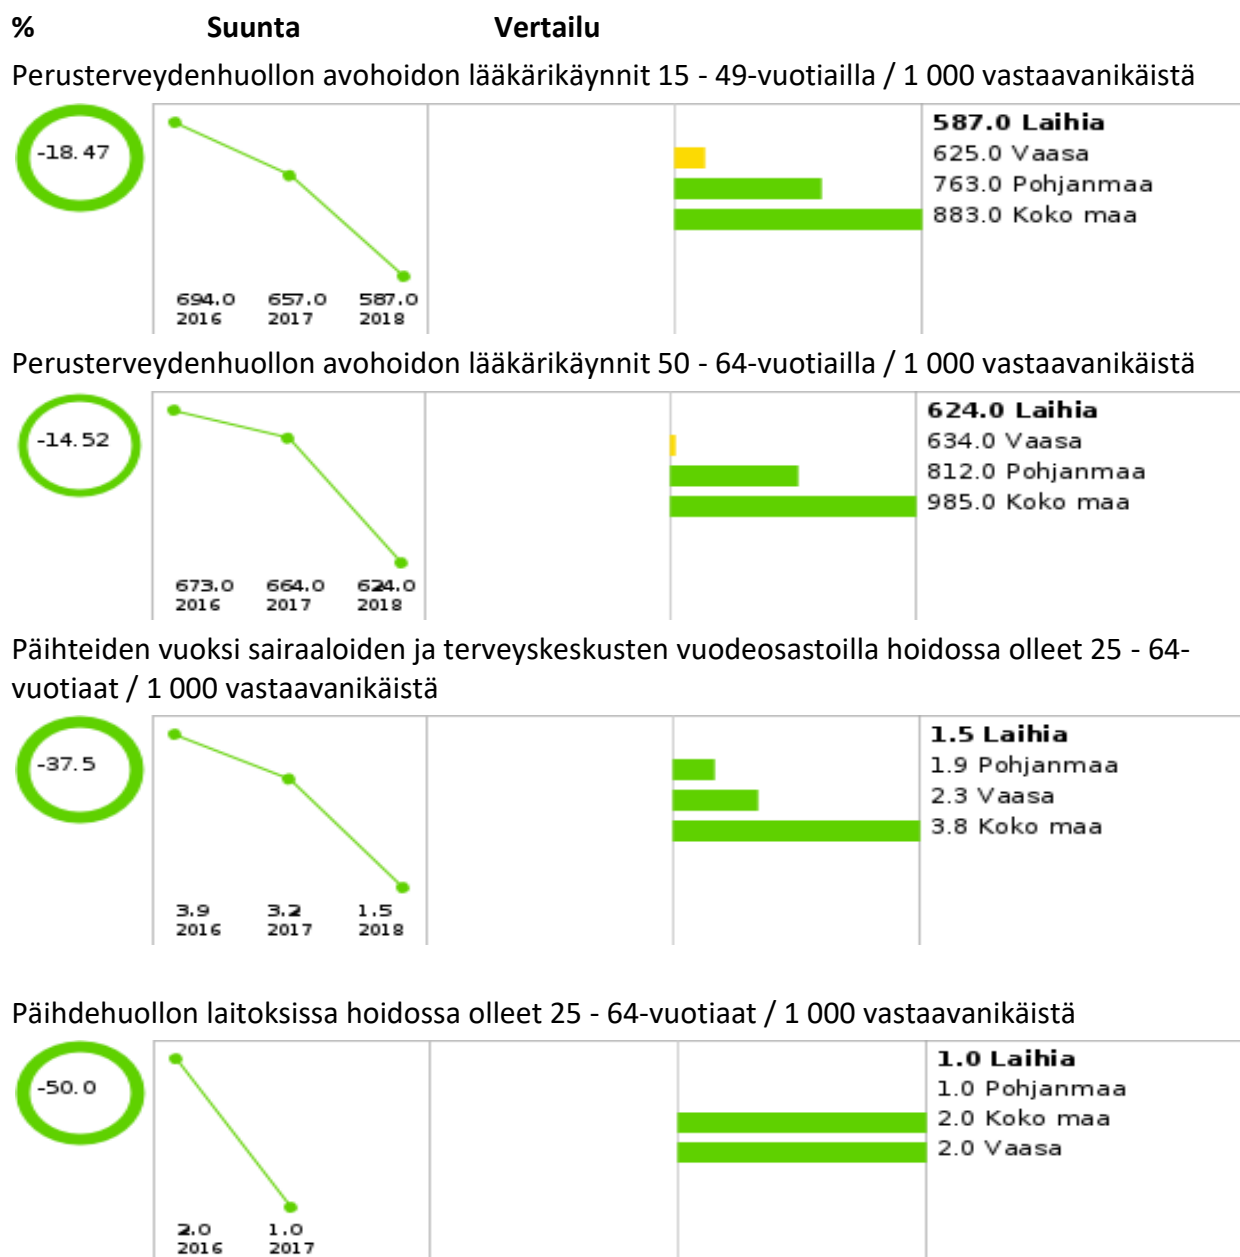 % Suunta Vertailu
Perusterveydenhuollon avohoidon lääkärikäynnit 15 - 49-vuotiailla / 1 000 vastaavanikäistä
-18.47
694.0 657.0 587.0
2016 2017 2018
587.0 Laihia
625.0 Vaasa
763.0 Pohjanmaa
883.0 Koko maa
Perusterveydenhuollon avohoidon lääkärikäynnit 50 - 64-vuotiailla / 1 000 vastaavanikäistä
-14.52
673.0 664.0 624.0
2016 2017 2018
624.0 Laihia
634.0 Vaasa
812.0 Pohjanmaa
985.0 Koko maa
Päihteiden vuoksi sairaaloiden ja terveyskeskusten vuodeosastoilla hoidossa olleet 25 - 64-
vuotiaat / 1 000 vastaavanikäistä
-37.5
3.9 3.2 1.5
2016 2017 2018
1.5 Laihia
1.9 Pohjanmaa
2.3 Vaasa
3.8 Koko maa
Päihdehuollon laitoksissa hoidossa olleet 25 - 64-vuotiaat / 1 000 vastaavanikäistä
-50.0
2.0 1.0
2016 2017
1.0 Laihia
1.0 Pohjanmaa
2.0 Koko maa
2.0 Vaasa